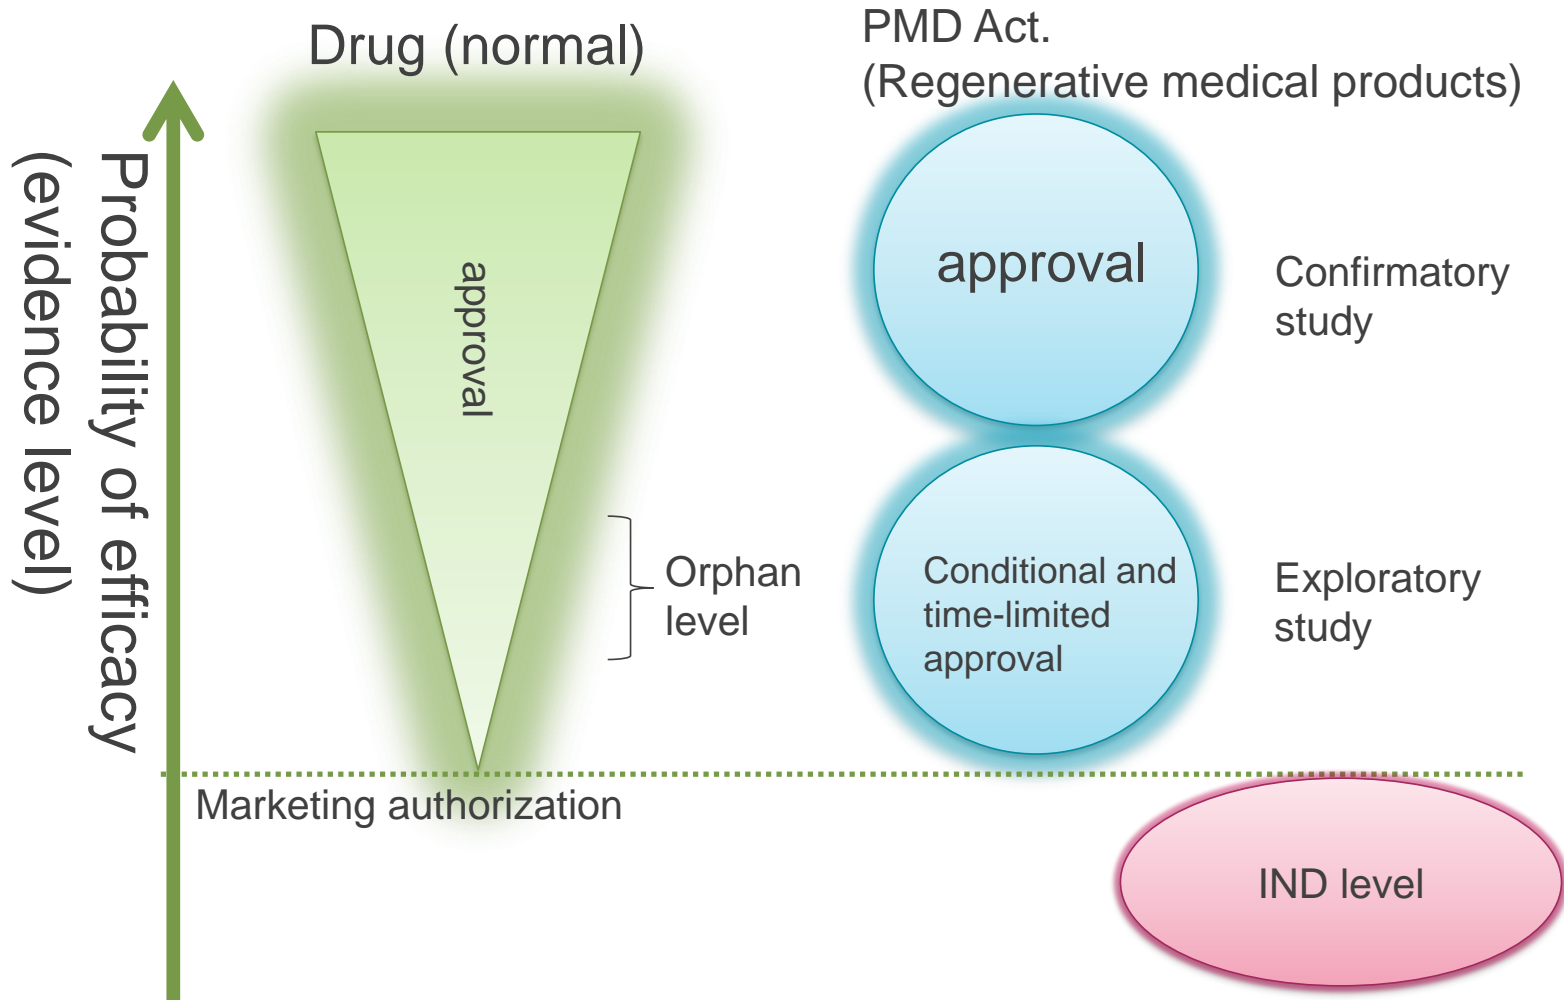 Drug (normal)
PMD Act.
(Regenerative medical products)
Probability of efficacy
(evidence level)
approval
approval
Confirmatory
study
Orphan
level
Conditional and
time-limited
approval
Exploratory
study
Marketing authorization
IND level